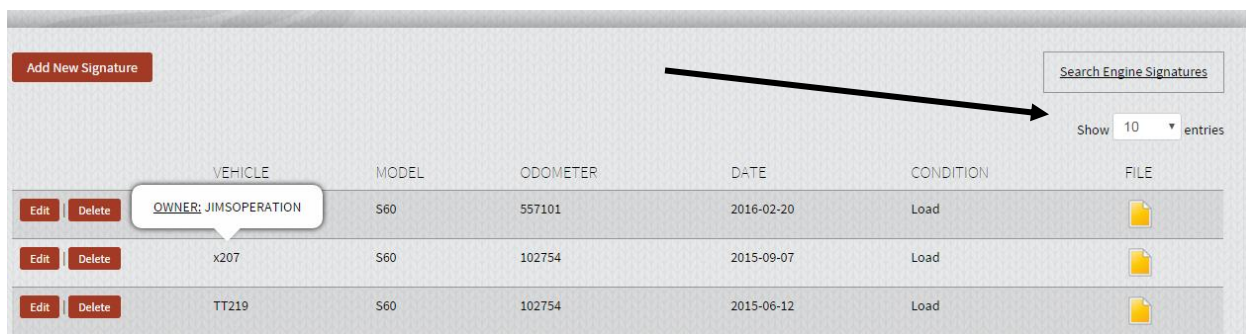 Add New Signature
Search Engine Signatures
Show 10 entries
VEHICLE MODEL ODOMETER DATE CONDITION FILE
Edit | Delete OWNER: JIMSOPERATION S60 557101 2016-02-20 Load
Edit | Delete x207 S60 102754 2015-09-07 Load
Edit | Delete TT219 S60 102754 2015-06-12 Load